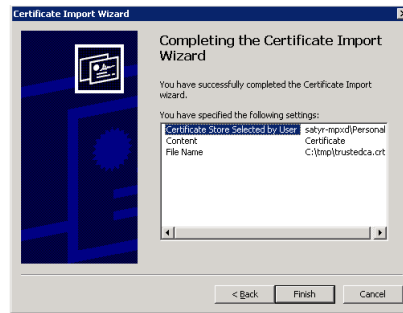 Certificate Import Wizard
Completing the Certificate Import
Wizard
You have successfully completed the Certificate Import
wizard.
You have specified the following settings:
Certificate Store Selected by User satyr-mpxd\Personal
Content Certificate
File Name C:\tmp\trustedca.crt
< Back Finish Cancel